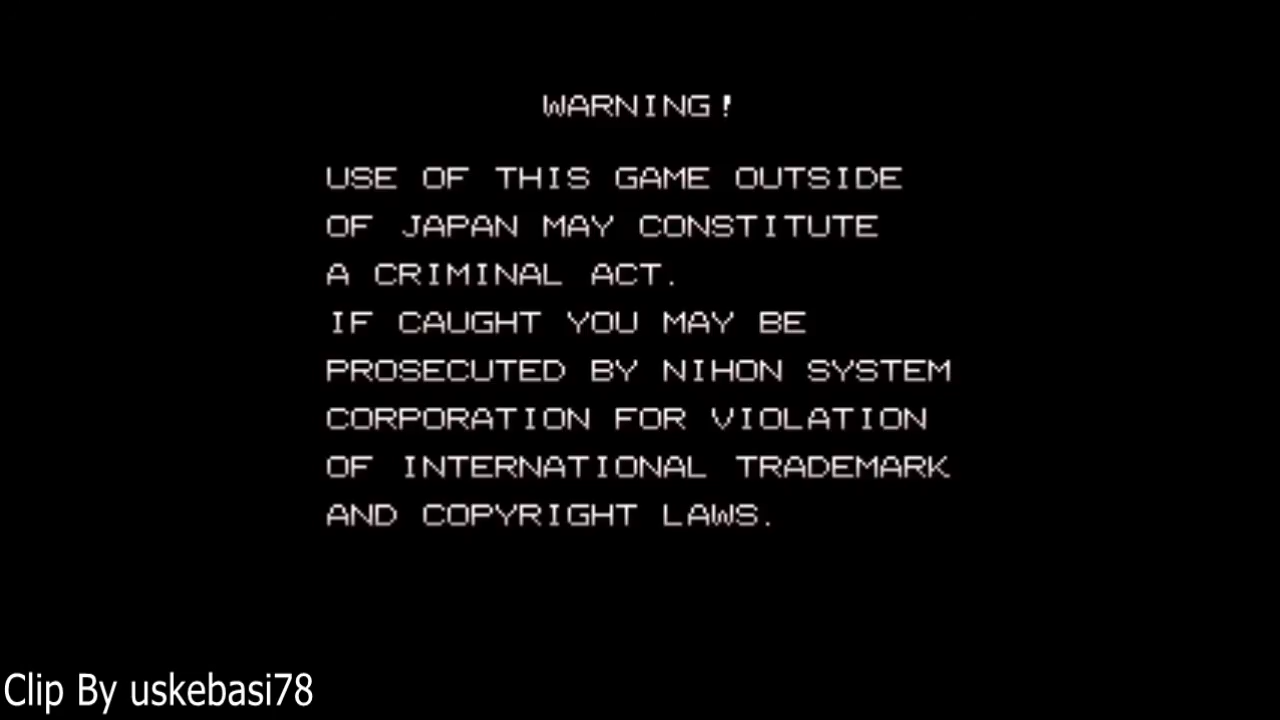 WARNING!
USE OF THIS GAME OUTSIDE
OF JAPAN MAY CONSTITUTE
A CRIMINAL ACT.
IF CAUGHT YOU MAY BE
PROSECUTED BY NIHON SYSTEM
CORPORATION FOR VIOLATION
OF INTERNATIONAL TRADEMARK
AND COPYRIGHT LAWS.
Clip By uskebasi78